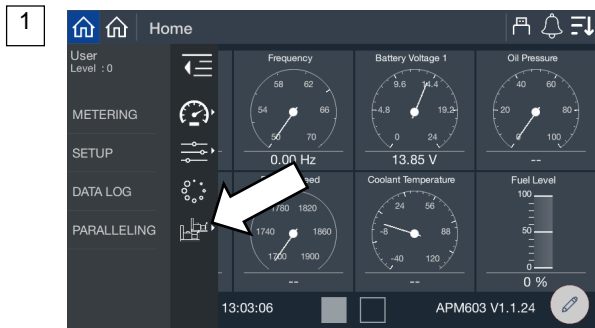 1
Home
User
Level : 0
METERING
SETUP
DATA LOG
PARALLELING
Frequency
54 58 62 66 50 70
0.00 Hz
Battery Voltage 1
-4.8 9.6 14.4 19.2 0 24
13.85 V
Oil Pressure
20 40 60 80 0 100
--
eed
1740 1780 1820 1860 1700 1900
--
Coolant Temperature
-8 24 56 88 -40 120
--
Fuel Level
100
50
0
0 %
13:03:06
APM603 V1.1.24